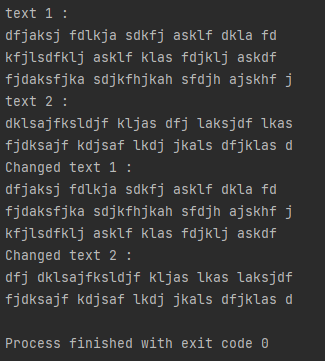 text 1 :
dfjaksj fdlkja sdkfj asklf dkla fd
kfjlsdfklj asklf klas fdjklj askdf
fjdaksfjka sdjkfhjkah sfdjh ajskhf j
text 2 :
dklsajfksldjf kljas dfj laksjdf lkas
fjdksajf kdjsaf lkdj jkals dfjklas d
Changed text 1 :
dfjaksj fdlkja sdkfj asklf dkla fd
fjdaksfjka sdjkfhjkah sfdjh ajskhf j
kfjlsdfklj asklf klas fdjklj askdf
Changed text 2 :
dfj dklsajfksldjf kljas lkas laksjdf
fjdksajf kdjsaf lkdj jkals dfjklas d
Process finished with exit code 0